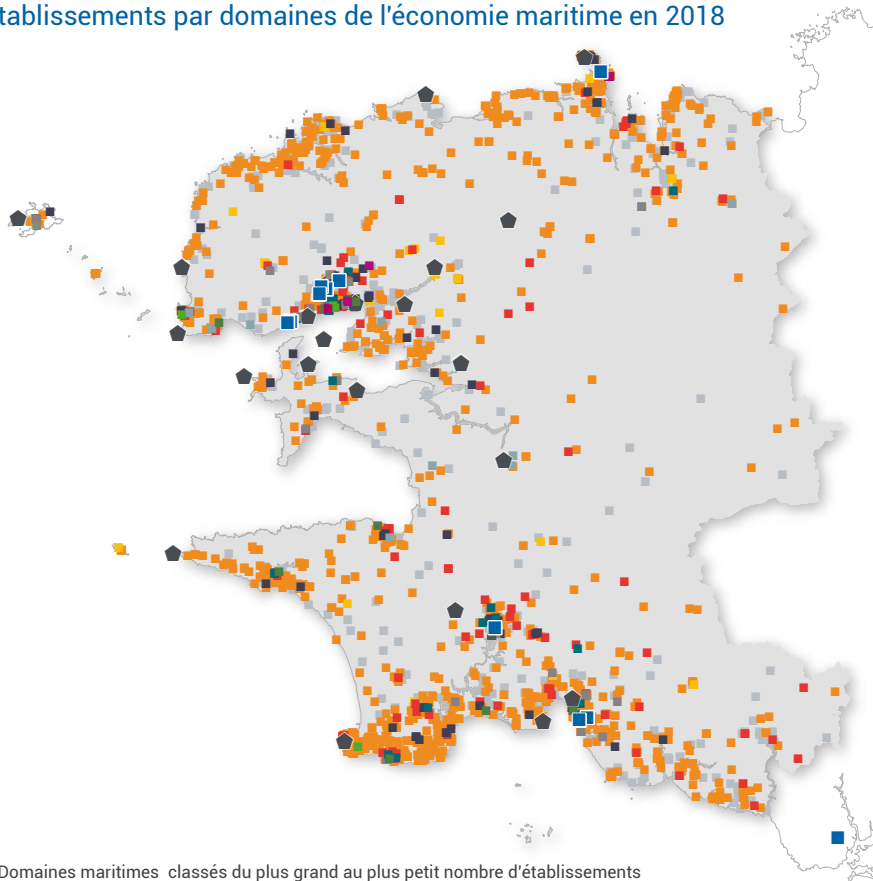 tablissements par domaines de l'économie maritime en 2018
Domaines maritimes classés du plus grand au plus petit nombre d'établissements